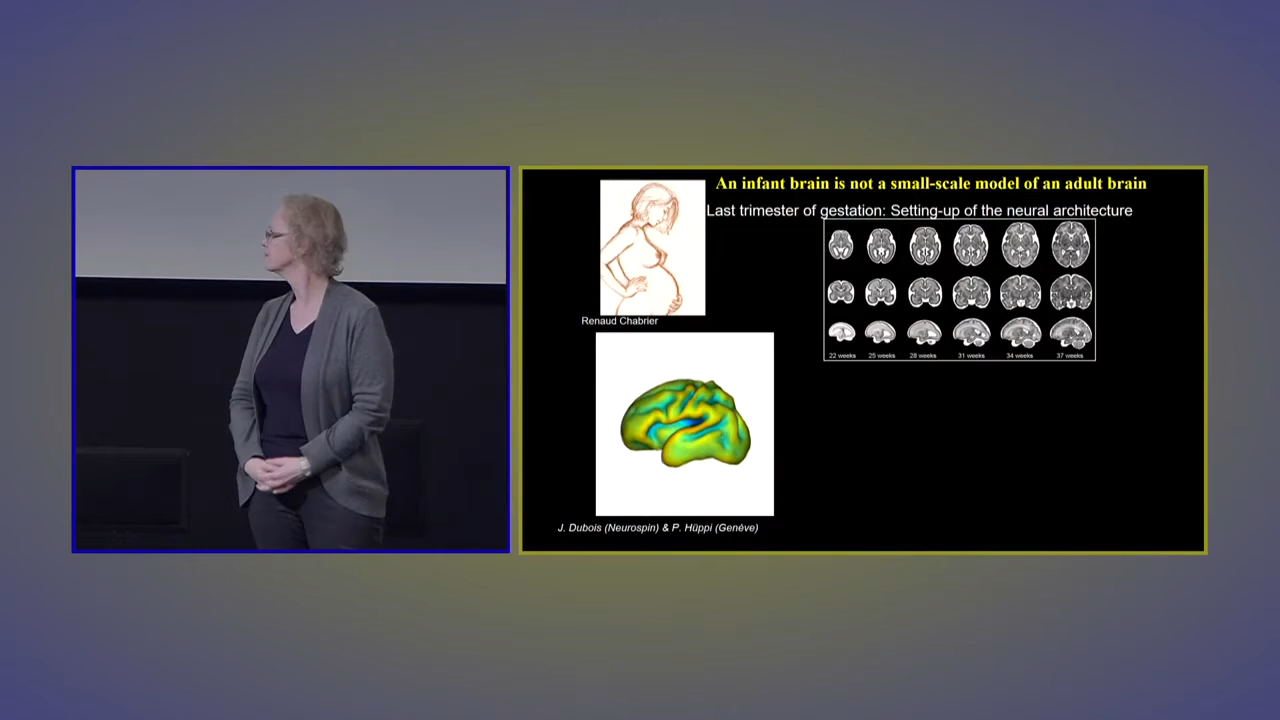 An infant brain is not a small-scale model of an adult brain
Last trimester of gestation: Setting-up of the neural architecture
Renaud Chabrier
22 weeks 25 weeks 28 weeks 31 weeks 34 weeks 37 weeks
J. Dubois (Neurospin) & P. Hüppi (Genève)